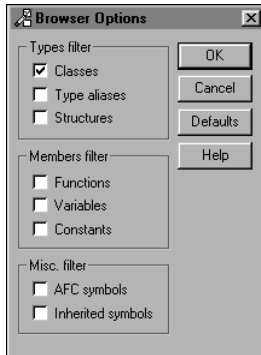 Browser Options
Types filter
Classes
Type aliases
Structures
Members filter
Functions
Variables
Constants
Misc. filter
AFC symbols
Inherited symbols
OK
Cancel
Defaults
Help